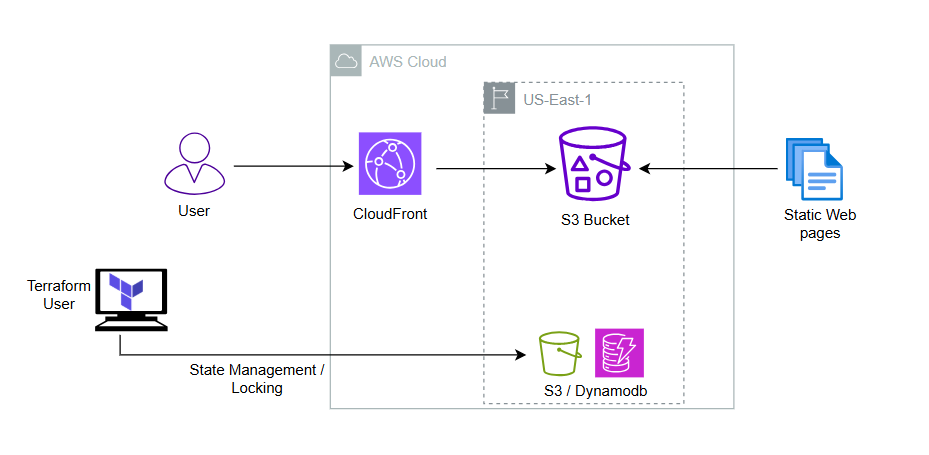 AWS Cloud
US-East-1
User
CloudFront
S3 Bucket
Static Web
pages
Terraform
User
State Management /
Locking
S3 / Dynamodb